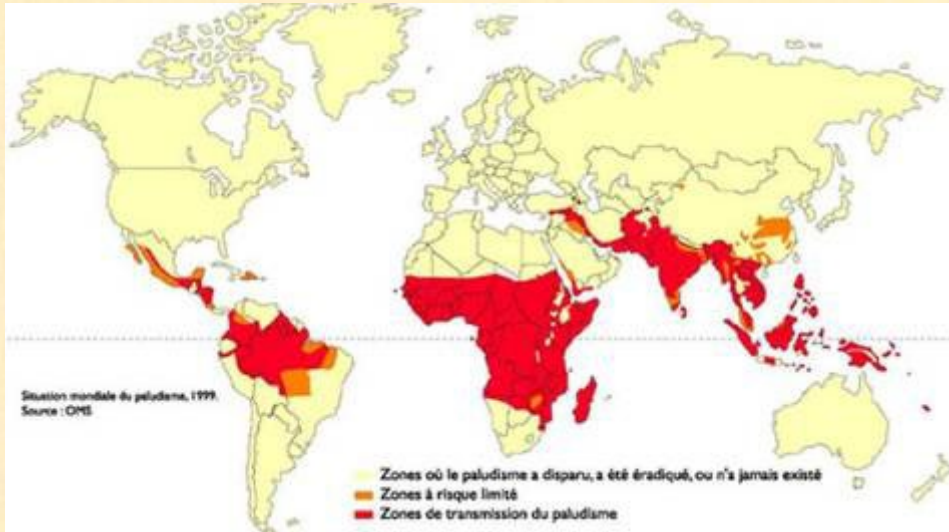 Situation mondiale du paludisme, 1999.
Source : OMS
Zones où le paludisme a disparu, a été éradiqué, ou n'a jamais existé
Zones à risque limité
Zones de transmission du paludisme